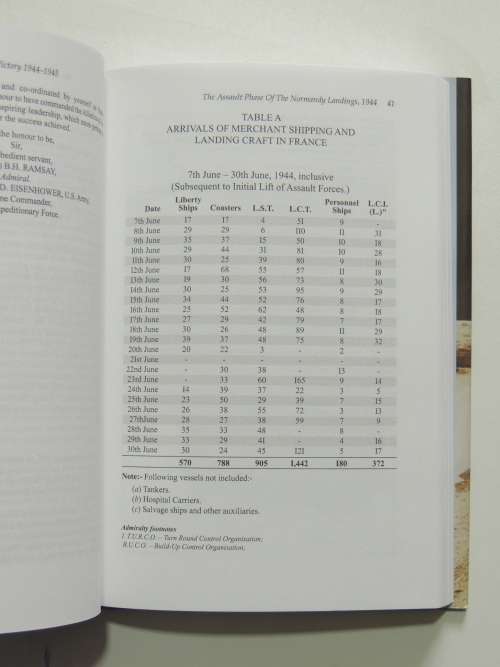 ictory 1944-1945
and co-ordinated by yourself in
our to have commanded the
spiring leadership, which
r the success achieved.
he honour to be,
Sir,
bedient servant,
B.H. RAMSAY,
Admiral.
D. EISENHOWER, U.S. Army,
me Commander,
peditionary Force.
The Assault Phase Of The Normandy Landings, 1944 41
TABLE A
ARRIVALS OF MERCHANT SHIPPING AND
LANDING CRAFT IN FRANCE
7th June – 30th June, 1944, inclusive
(Subsequent to Initial Lift of Assault Forces.)
Liberty Personnel L.C.I.
Date Ships Coasters L.S.T. L.C.T. Ships (L.)"
7th June 17 17 4 51 9 -
8th June 29 29 6 110 11 31
9th June 35 37 15 50 10 18
10th June 29 44 31 81 10 28
11th June 30 25 39 80 9 16
12th June 17 68 55 57 11 18
13th June 19 30 56 73 8 30
14th June 30 25 53 95 9 29
15th June 34 44 52 76 8 17
16th June 25 52 62 48 8 18
17th June 27 29 42 79 7 17
18th June 30 26 48 89 11 29
19th June 39 37 48 75 8 32
20th June 20 22 3 - 2 -
21st June - - - - - -
22nd June - 30 38 - 13 -
23rd June - 33 60 165 9 14
24th June 14 39 37 22 3 5
25th June 23 50 29 39 7 15
26th June 26 38 55 72 3 13
27thJune 28 27 38 59 7 9
28th June 35 33 48 - 8 -
29th June 33 29 41 - 4 16
30th June 30 24 45 121 5 17
570 788 905 1,442 180 372
Note:- Following vessels not included:-
(a) Tankers.
(b) Hospital Carriers.
(c) Salvage ships and other auxiliaries.
Admiralty footnotes
1 T.U.R.C.O. – Turn Round Control Organisation;
B.U.C.O. – Build-Up Control Organisation.